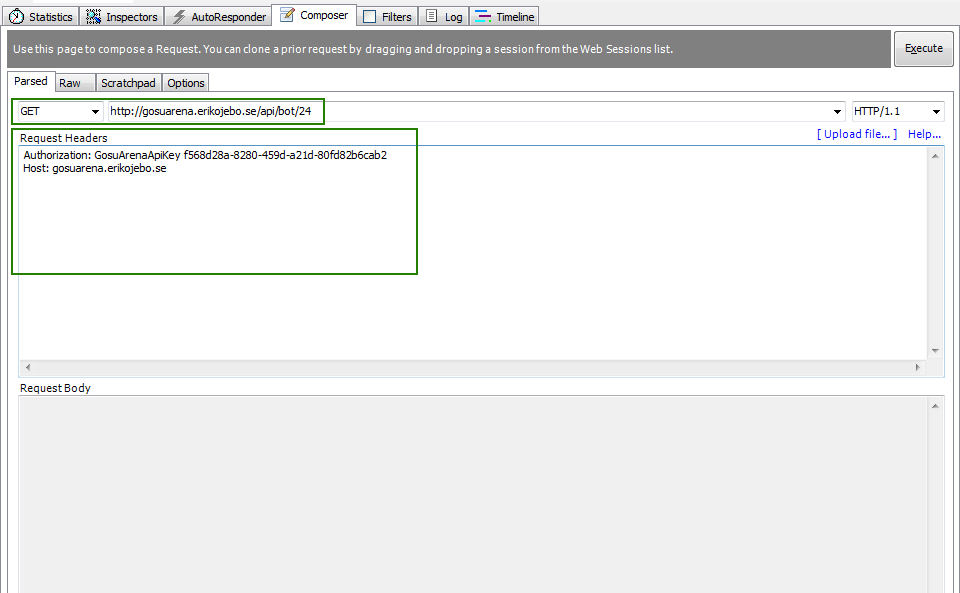 Statistics Inspectors AutoResponder Composer Filters Log Timeline
Use this page to compose a Request. You can clone a prior request by dragging and dropping a session from the Web Sessions list.
Execute
Parsed Raw Scratchpad Options
GET http://gosuarena.erikojebo.se/api/bot/24 HTTP/1.1
Request Headers [ Upload file... ] Help...
Authorization: GosuArenaApiKey f568d28a-8280-459d-a21d-80fd82b6cab2
Host: gosuarena.erikojebo.se
Request Body